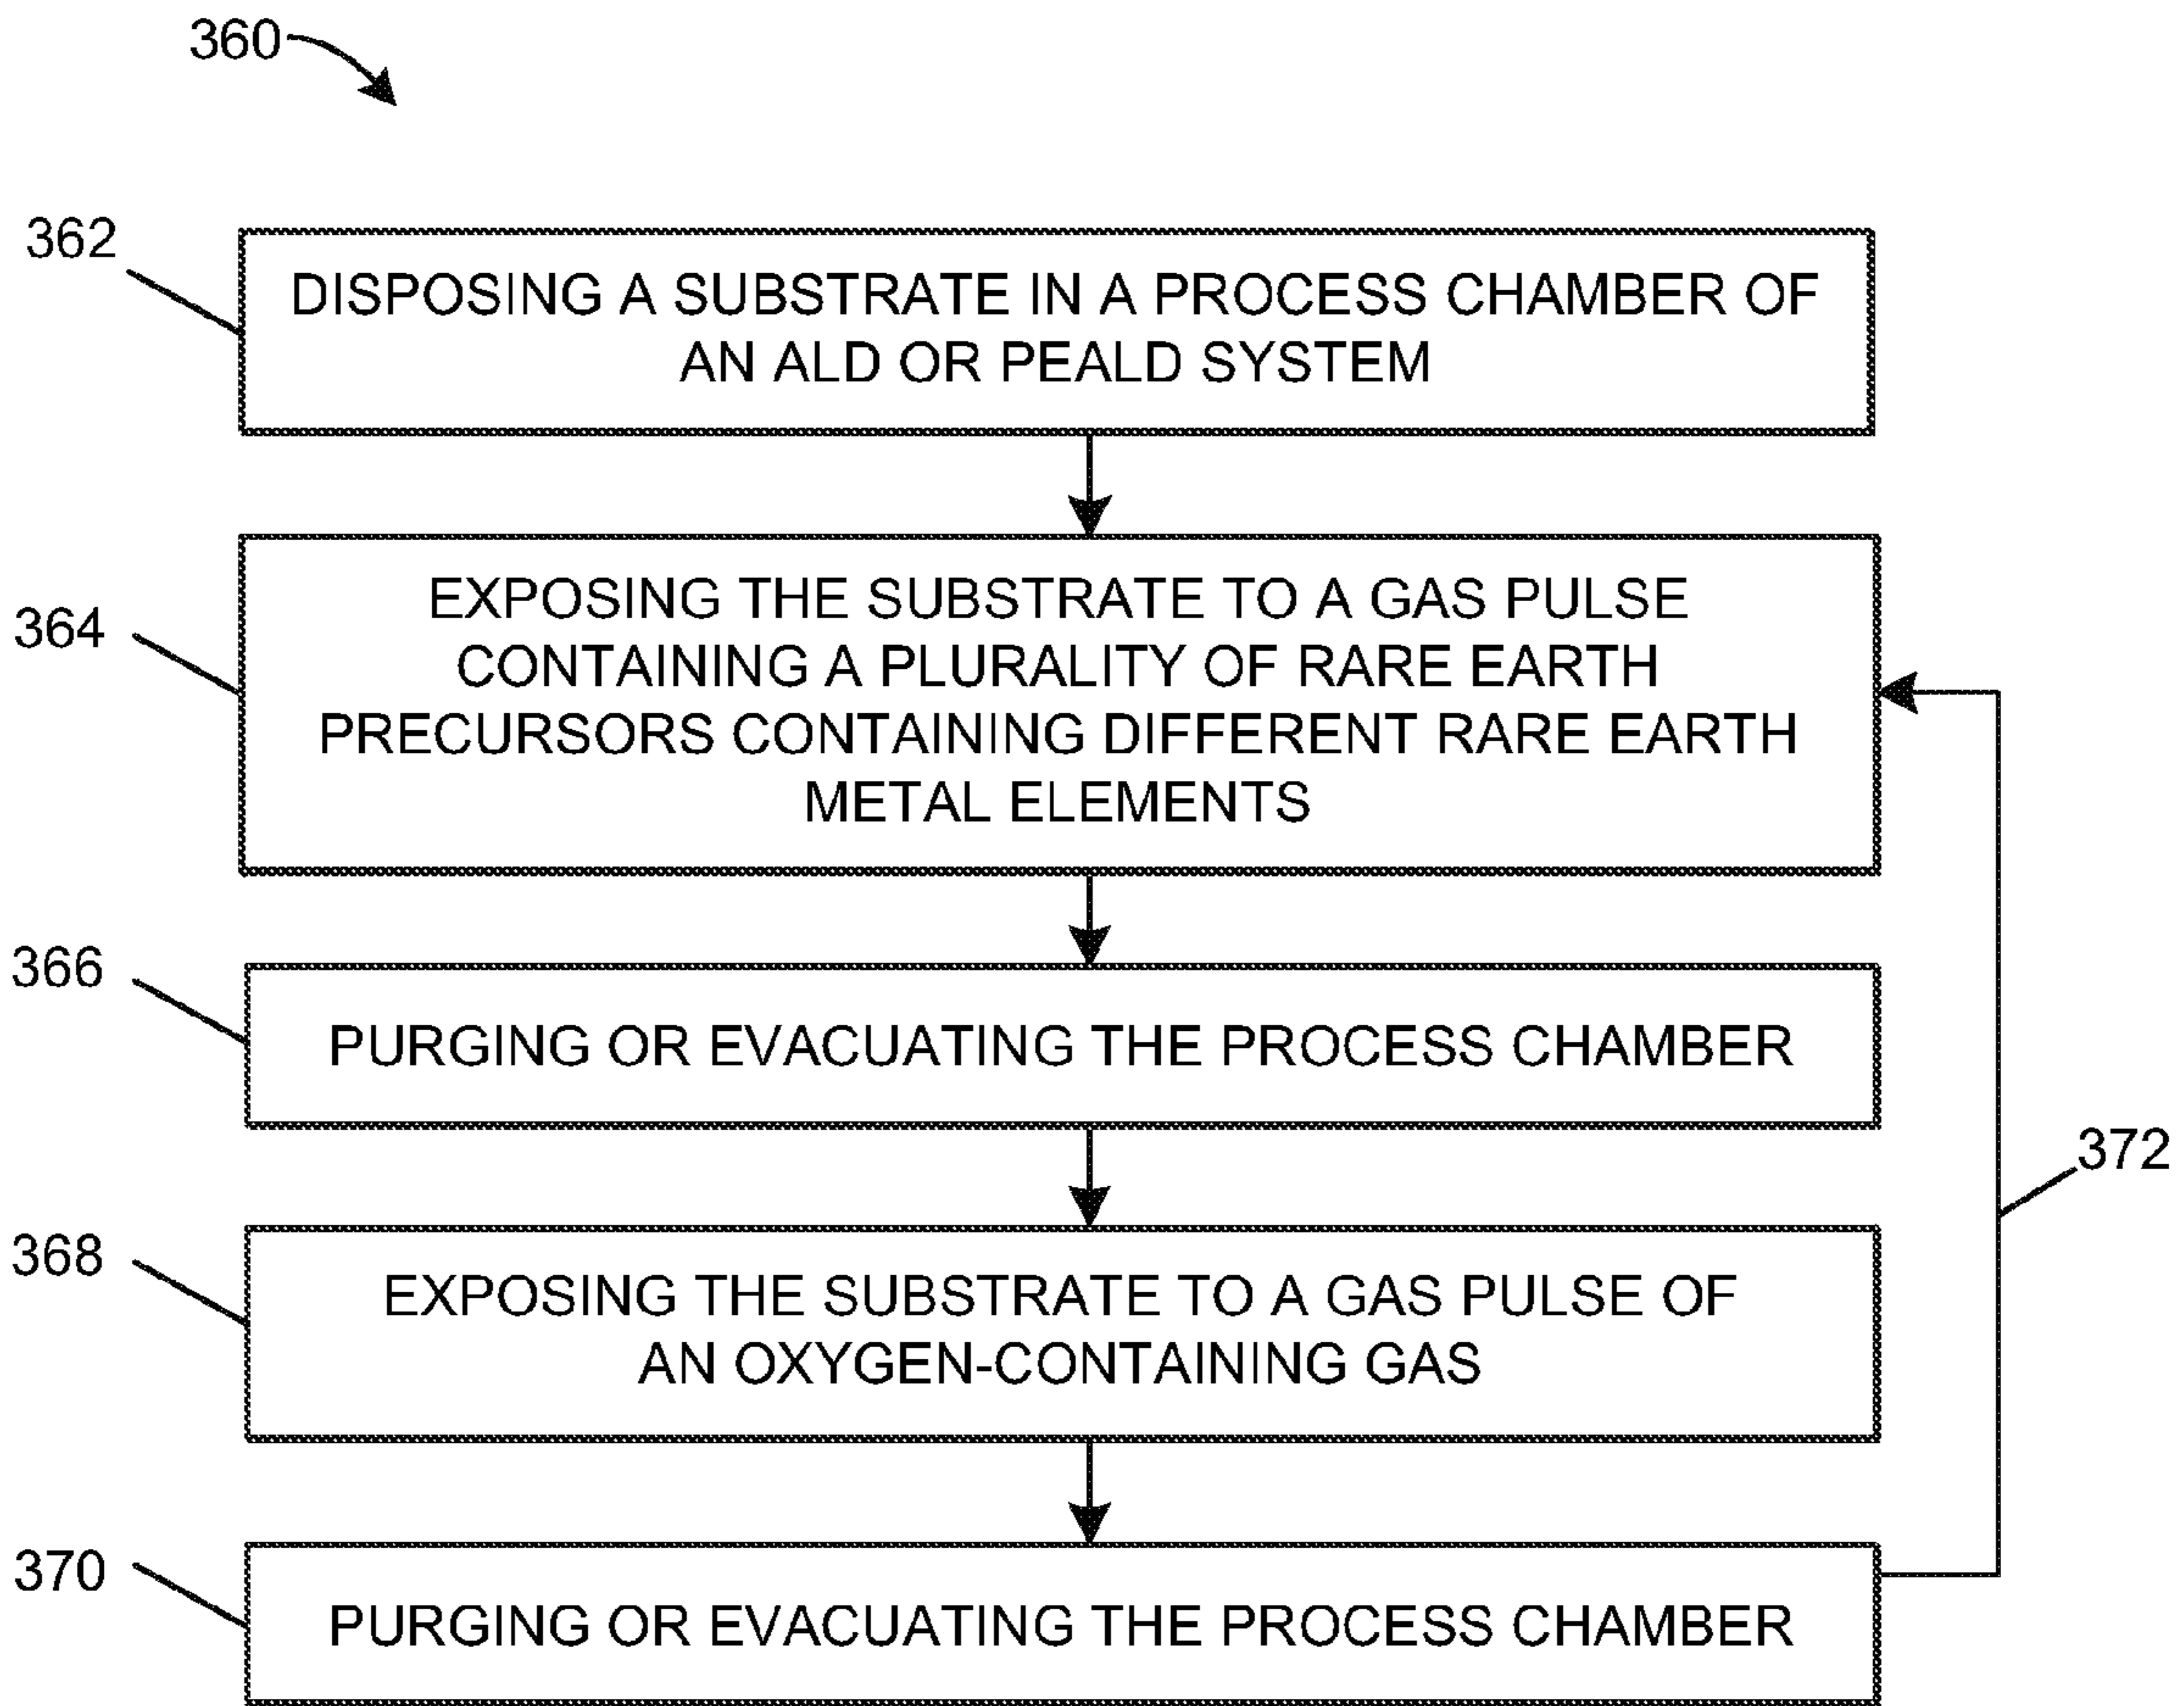 360
362
DISPOSING A SUBSTRATE IN A PROCESS CHAMBER OF
AN ALD OR PEALD SYSTEM
364
EXPOSING THE SUBSTRATE TO A GAS PULSE
CONTAINING A PLURALITY OF RARE EARTH
PRECURSORS CONTAINING DIFFERENT RARE EARTH
METAL ELEMENTS
366
PURGING OR EVACUATING THE PROCESS CHAMBER
372
368
EXPOSING THE SUBSTRATE TO A GAS PULSE OF
AN OXYGEN-CONTAINING GAS
370
PURGING OR EVACUATING THE PROCESS CHAMBER